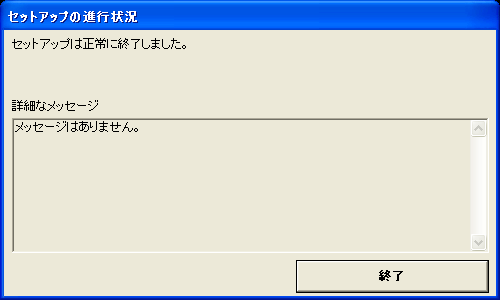 セットアップの進行状況
セットアップは正常に終了しました。
詳細なメッセージ
メッセージはありません。
終了